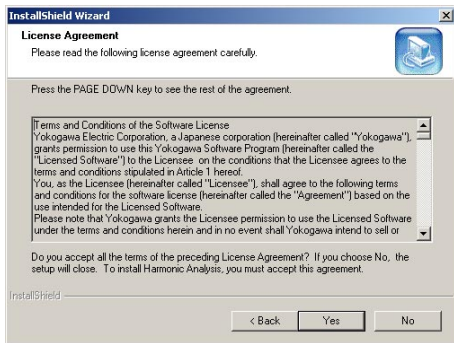 InstallShield Wizard
License Agreement
Please read the following license agreement carefully.
Press the PAGE DOWN key to see the rest of the agreement.
Terms and Conditions of the Software License
Yokogawa Electric Corporation, a Japanese corporation (hereinafter called "Yokogawa"),
grants permission to use this Yokogawa Software Program (hereinafter called the
"Licensed Software") to the Licensee on the conditions that the Licensee agrees to the
terms and conditions stipulated in Article 1 hereof.
You, as the Licensee (hereinafter called "Licensee"), shall agree to the following terms
and conditions for the software license (hereinafter called the "Agreement") based on the
use intended for the Licensed Software.
Please note that Yokogawa grants the Licensee permission to use the Licensed Software
under the terms and conditions herein and in no event shall Yokogawa intend to sell or
Do you accept all the terms of the preceding License Agreement? If you choose No, the
setup will close. To install Harmonic Analysis, you must accept this agreement.
InstallShield
< Back Yes No